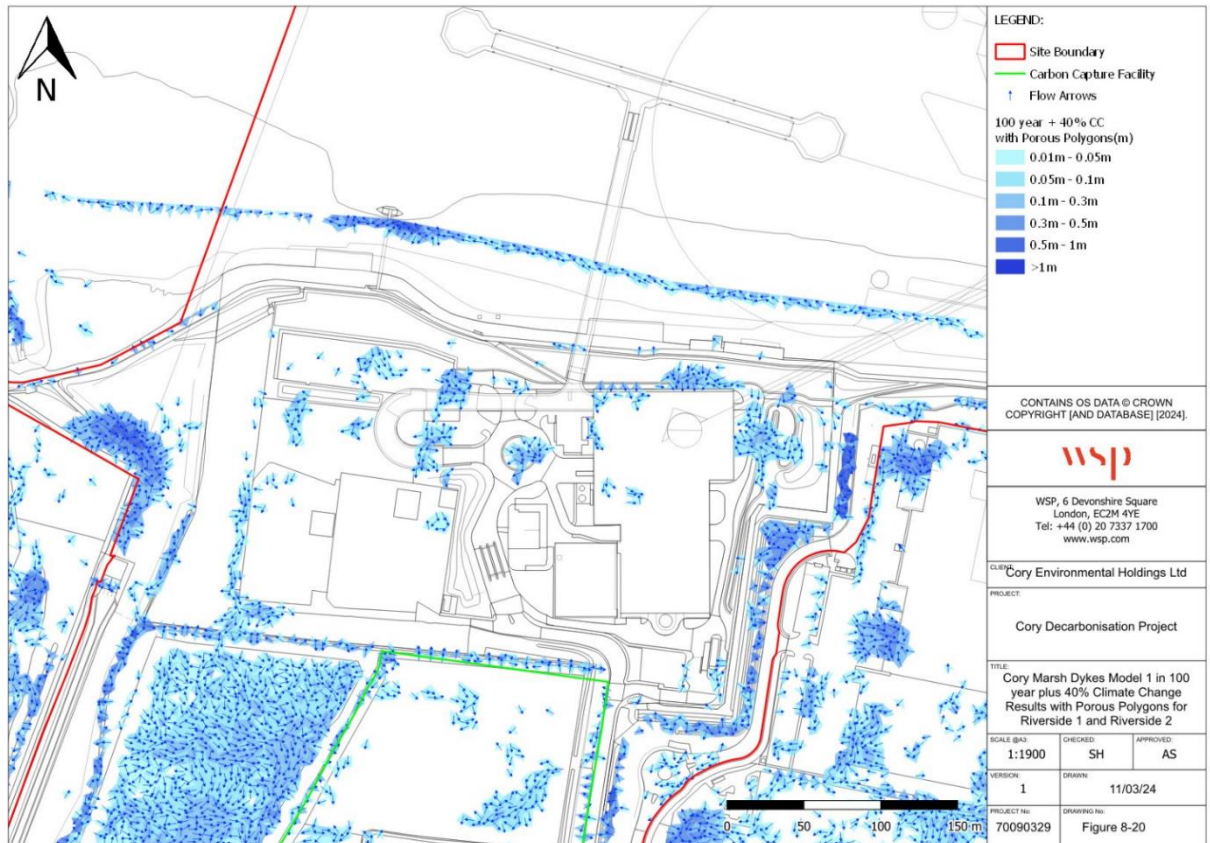 N
LEGEND:
Site Boundary
Carbon Capture Facility
Flow Arrows
100 year + 40% CC
with Porous Polygons(m)
0.01m - 0.05m
0.05m - 0.1m
0.1m - 0.3m
0.3m - 0.5m
0.5m - 1m
>1m
CONTAINS OS DATA © CROWN
COPYRIGHT [AND DATABASE] [2024].
wsp
WSP, 6 Devonshire Square
London, EC2M 4YE
Tel: +44 (0) 20 7337 1700
www.wsp.com
CLIENT:
Cory Environmental Holdings Ltd
PROJECT:
Cory Decarbonisation Project
TITLE:
Cory Marsh Dykes Model 1 in 100
year plus 40% Climate Change
Results with Porous Polygons for
Riverside 1 and Riverside 2
SCALE @A3: CHECKED: APPROVED:
1:1900 SH AS
VERSION: DRAWN:
1 11/03/24
PROJECT No: DRAWING No:
70090329 Figure 8-20
0 50 100 150 m